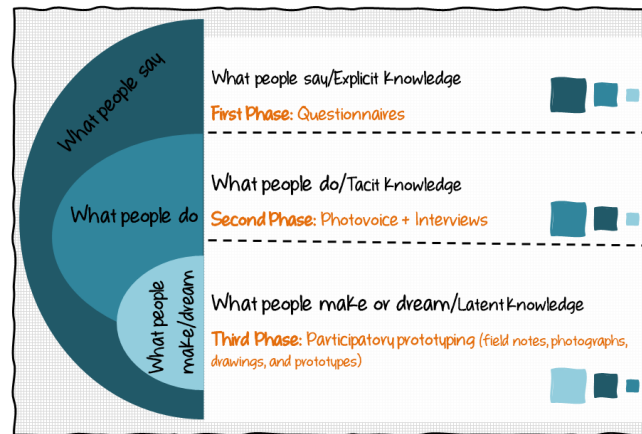 What people say
What people say/Explicit Knowledge
First Phase: Questionnaires
What people do
What people do/Tacit Knowledge
Second Phase: Photovoice + Interviews
What people
make/dream
What people make or dream/Latent Knowledge
Third Phase: Participatory prototyping (field notes, photographs,
drawings, and prototypes)